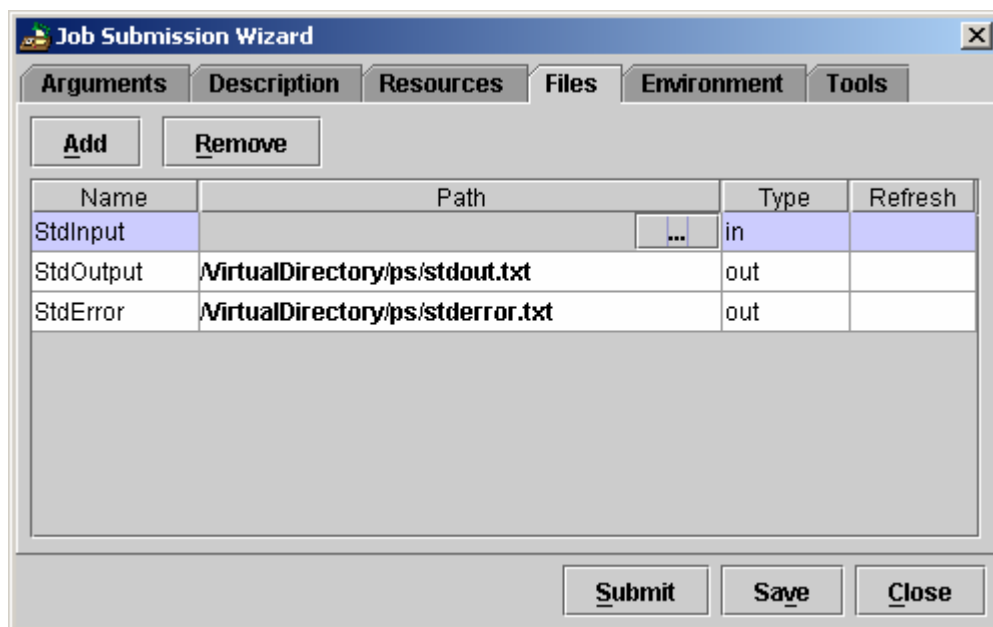 Job Submission Wizard
Arguments Description Resources Files Environment Tools
Add Remove
Name Path Type Refresh
StdInput ... in
StdOutput /VirtualDirectory/ps/stdout.txt out
StdError /VirtualDirectory/ps/stderror.txt out
Submit Save Close